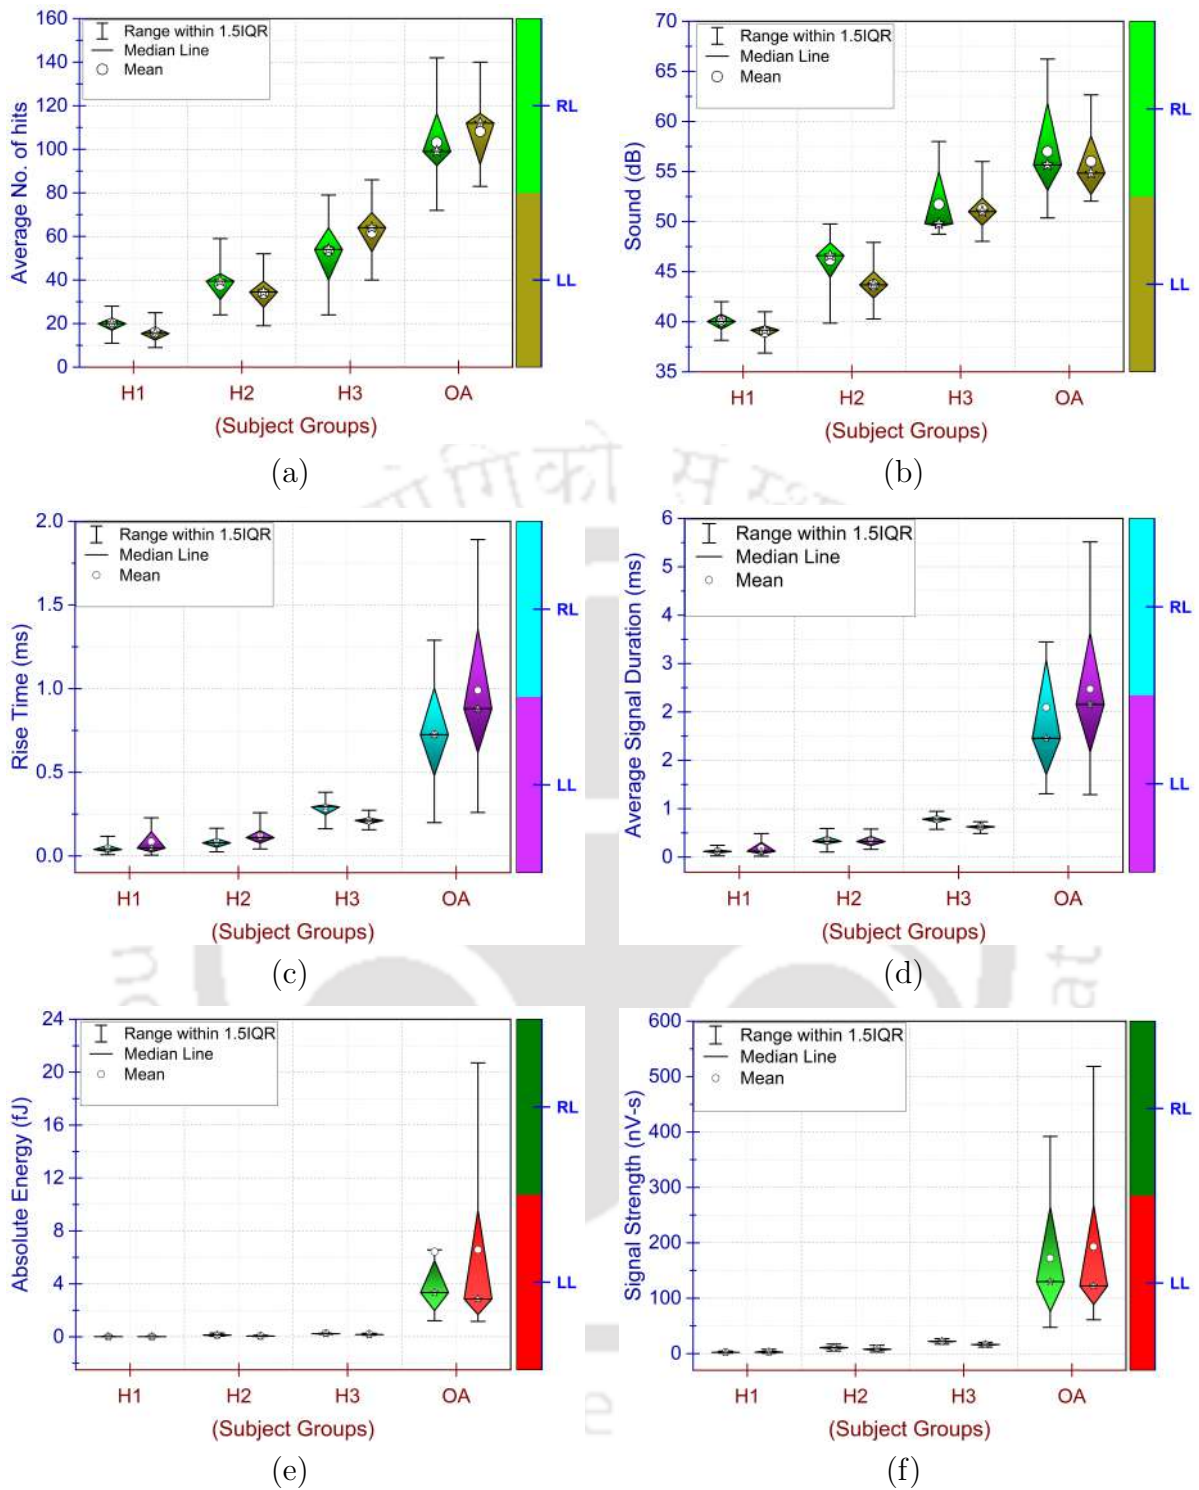 160
140
120
100
80
60
40
20
0
Average No. of hits
Range within 1.5IQR
Median Line
Mean
RL
LL
H1 H2 H3 OA
(Subject Groups)
(a)
70
65
60
55
50
45
40
35
Sound (dB)
Range within 1.5IQR
Median Line
Mean
RL
LL
H1 H2 H3 OA
(Subject Groups)
(b)
2.0
1.5
1.0
0.5
0.0
Rise Time (ms)
Range within 1.5IQR
Median Line
Mean
RL
LL
H1 H2 H3 OA
(Subject Groups)
(c)
6
5
4
3
2
2
1
0
Average Signal Duration (ms)
Range within 1.5IQR
Median Line
Mean
RL
LL
H1 H2 H3 OA
(Subject Groups)
(d)
24
20
16
12
8
4
0
Absolute Energy (fJ)
Range within 1.5IQR
Median Line
Mean
RL
LL
H1 H2 H3 OA
(Subject Groups)
(e)
600
500
400
300
200
100
0
Signal Strength (nV-s)
Range within 1.5IQR
Median Line
Mean
RL
LL
H1 H2 H3 OA
(Subject Groups)
(f)